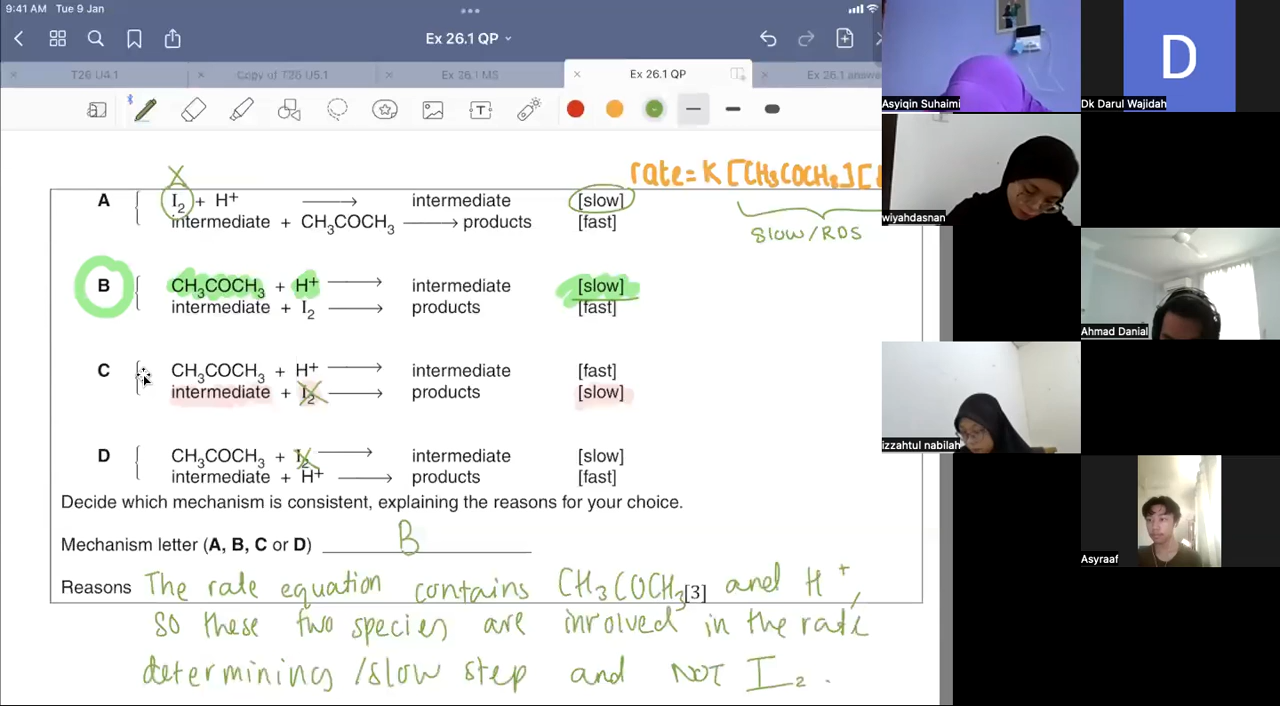 9:41 AM Tue 9 Jan
Ex 26.1 QP
T26 U4.1
Copy of T26 U5.1
Ex 26.1 MS
Ex 26.1 QP
Ex 26.1 answe
rate = K [CH₃COCH₃][
slow/RDS
X
A I₂ + H⁺ ⟶ intermediate [slow]
intermediate + CH₃COCH₃ ⟶ products [fast]
B CH₃COCH₃ + H⁺ ⟶ intermediate [slow]
intermediate + I₂ ⟶ products [fast]
C CH₃COCH₃ + H⁺ ⟶ intermediate [fast]
intermediate + I₂ ⟶ products [slow]
D CH₃COCH₃ + I₂ ⟶ intermediate [slow]
intermediate + H⁺ ⟶ products [fast]
Decide which mechanism is consistent, explaining the reasons for your choice.
Mechanism letter (A, B, C or D) B
Reasons The rate equation contains CH₃COCH₃ and H⁺,
[3]
so these two species are involved in the rate
determining /slow step and NOT I₂.
Asyiqin Suhaimi
D
Dk Darul Wajidah
wiyahdasnan
Ahmad Danial
izzahtul nabilah
Asyraaf